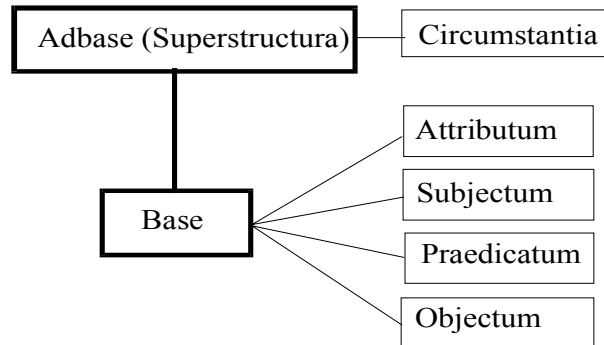 Adbase (Superstructura)
Circumstantia
Attributum
Subjectum
Base
Praedicatum
Objectum